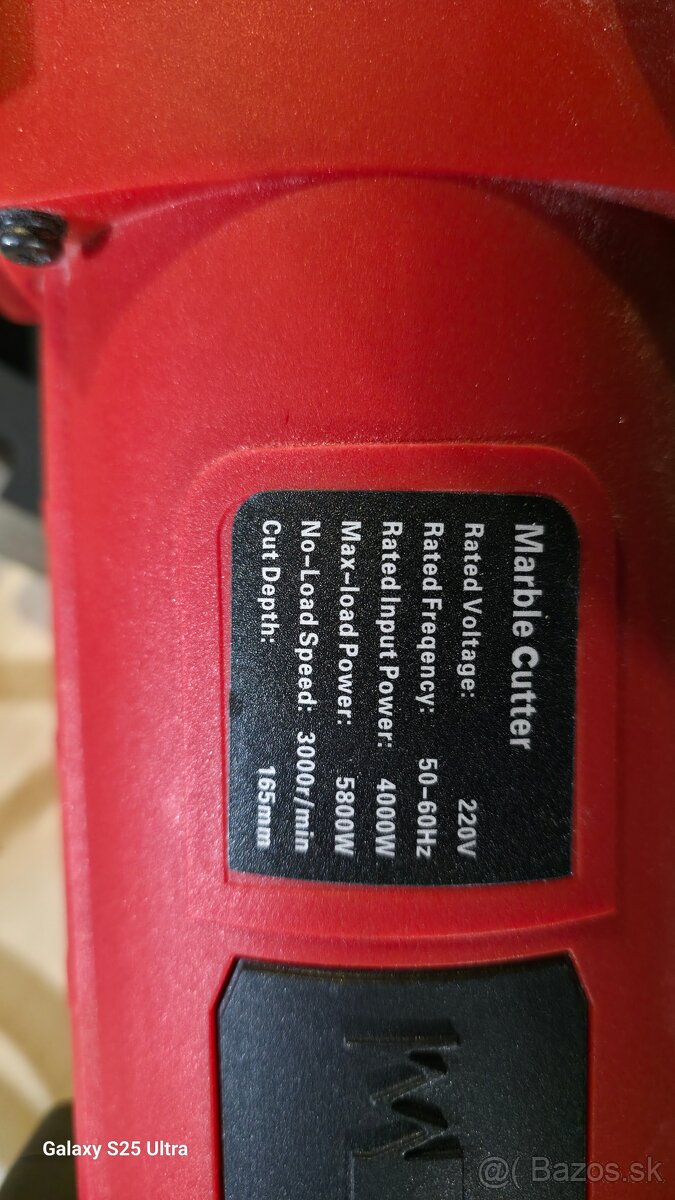 Marble Cutter
Rated Voltage: 220V
Rated Freqency: 50-60Hz
Rated Input Power: 4000W
Max-load Power: 5800W
No-Load Speed: 3000r/min
Cut Depth: 165mm
Galaxy S25 Ultra
Bazos.sk